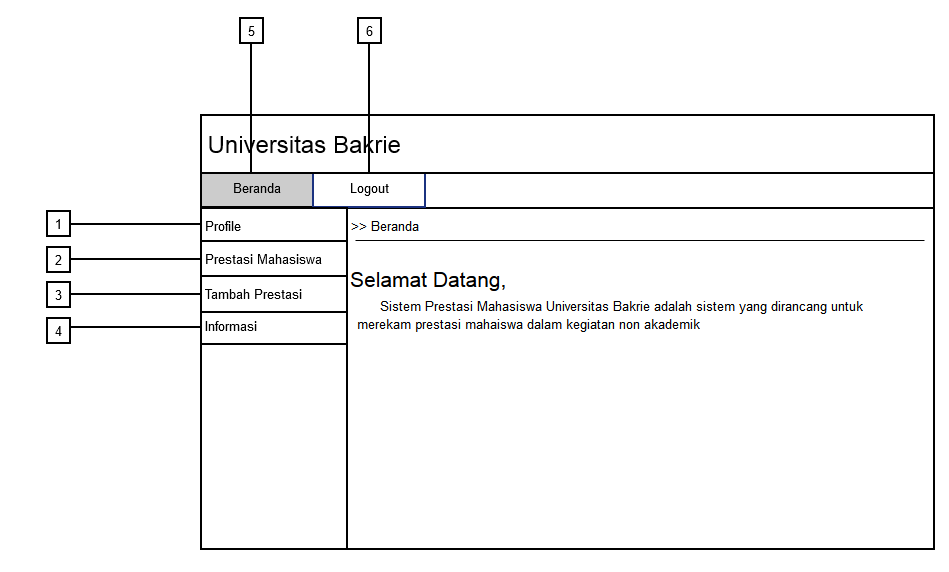 5 6
Universitas Bakrie
Beranda Logout
1 Profile
>> Beranda
2 Prestasi Mahasiswa
3 Tambah Prestasi
4 Informasi
Selamat Datang,
Sistem Prestasi Mahasiswa Universitas Bakrie adalah sistem yang dirancang untuk
merekam prestasi mahaiswa dalam kegiatan non akademik